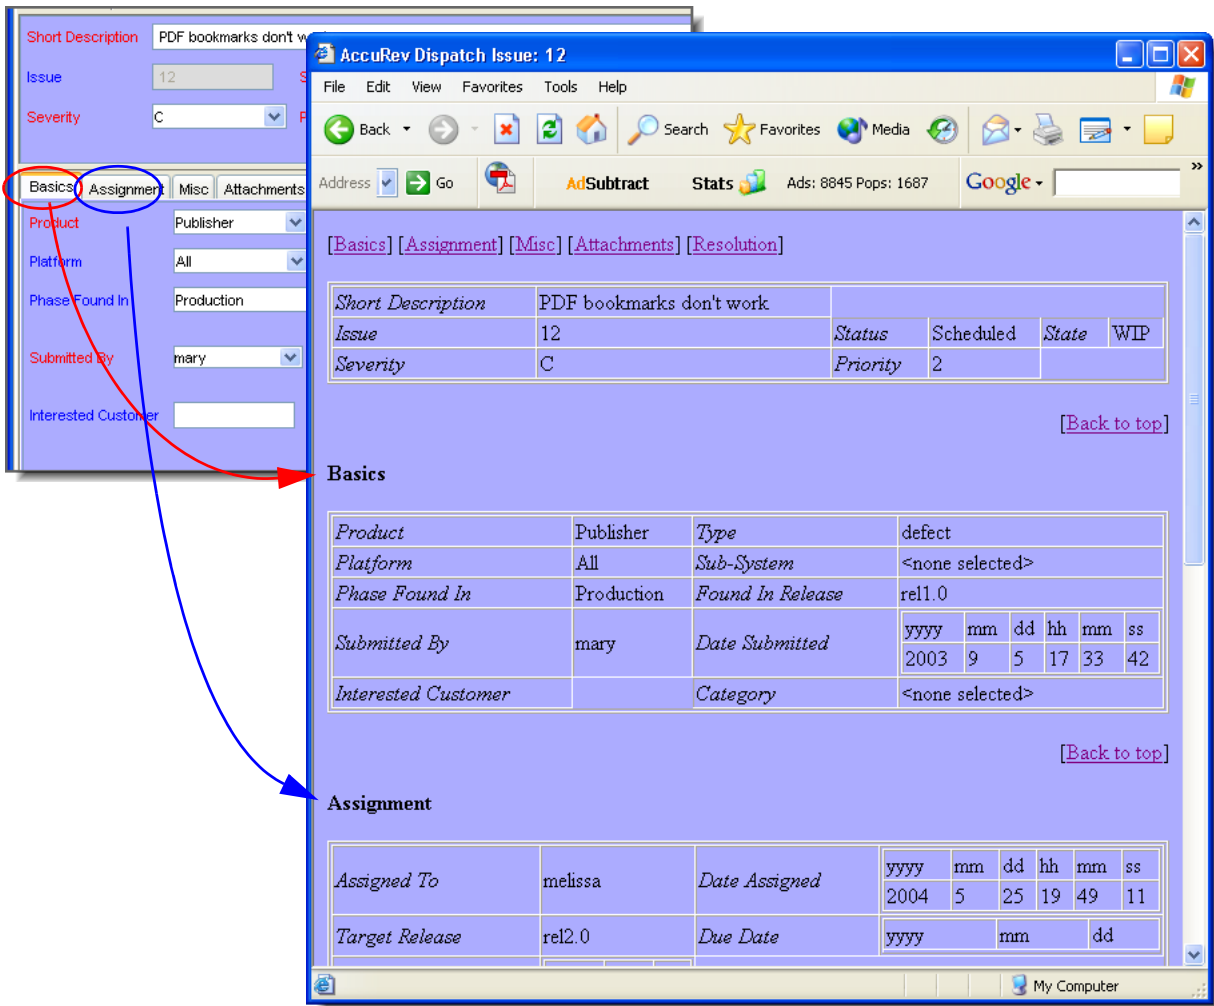 Short Description PDF bookmarks don't w
Issue 12
Severity C
Basics Assignment Misc Attachments
Product Publisher
Platform All
Phase Found In Production
Submitted By mary
Interested Customer
AccuRev Dispatch Issue: 12
File Edit View Favorites Tools Help
Back Search Favorites Media
Address Go AdSubtract Stats Ads: 8845 Pops: 1687 Google »
[Basics] [Assignment] [Misc] [Attachments] [Resolution]
Short Description PDF bookmarks don't work
Issue 12 Status Scheduled State WIP
Severity C Priority 2
[Back to top]
Basics
Product Publisher Type defect
Platform All Sub-System <none selected>
Phase Found In Production Found In Release rel1.0
Submitted By mary Date Submitted
yyyy mm dd hh mm ss
2003 9 5 17 33 42
Interested Customer Category <none selected>
[Back to top]
Assignment
Assigned To melissa Date Assigned
yyyy mm dd hh mm ss
2004 5 25 19 49 11
Target Release rel2.0 Due Date yyyy mm dd
My Computer